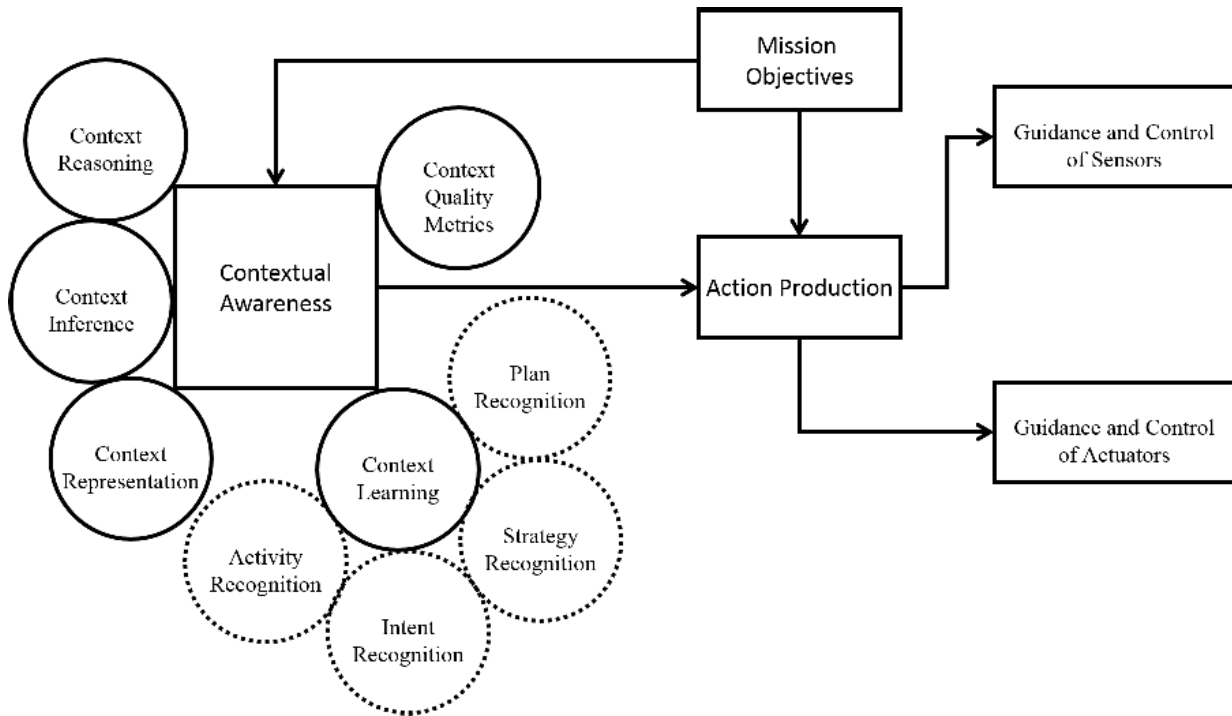 Mission
Objectives
Context
Reasoning
Guidance and Control
of Sensors
Context
Quality
Metrics
Contextual
Awareness
Action Production
Context
Inference
Plan
Recognition
Guidance and Control
of Actuators
Context
Representation
Context
Learning
Strategy
Recognition
Activity
Recognition
Intent
Recognition